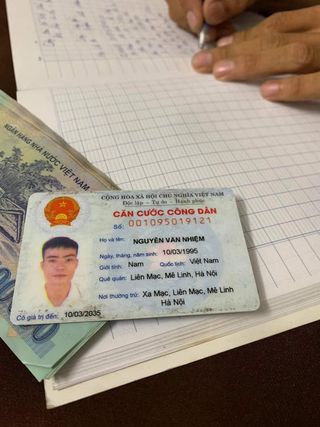 NGÂN HÀNG NHÀ NƯỚC VIỆT NAM
CỘNG HÒA XÃ HỘI CHỦ NGHĨA VIỆT NAM
Độc lập - Tự do - Hạnh phúc
CĂN CƯỚC CÔNG DÂN
Số: 001095019121
Họ và tên: NGUYỄN VĂN NHIỆM
Ngày, tháng, năm sinh: 10/03/1995
Giới tính: Nam Quốc tịch: Việt Nam
Quê quán: Liên Mạc, Mê Linh, Hà Nội
Nơi thường trú: Xa Mạc, Liên Mạc, Mê Linh
Hà Nội
Có giá trị đến: 10/03/2035